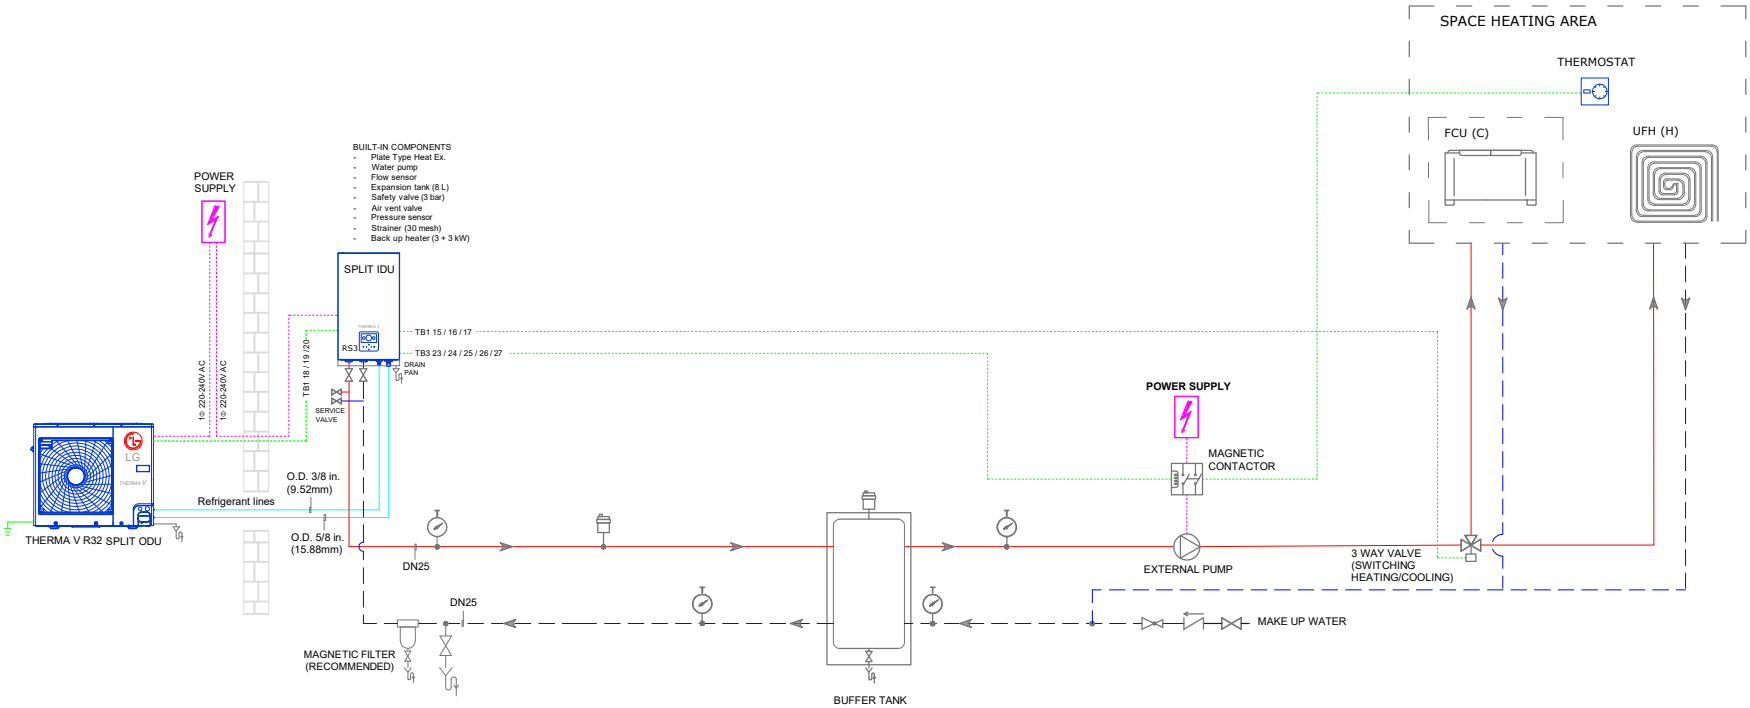 SPACE HEATING AREA
THERMOSTAT
FCU (C)
UFH (H)
BUILT-IN COMPONENTS
- Plate Type Heat Ex.
- Water pump
- Flow sensor
- Expansion tank (8 L)
- Safety valve (3 bar)
- Air vent valve
- Pressure sensor
- Strainer (30 mesh)
- Back up heater (3 + 3 kW)
POWER
SUPPLY
SPLIT IDU
THERMA V
RS3
TB1 15 / 16 / 17
TB3 23 / 24 / 25 / 26 / 27
DRAIN
PAN
TB1 18 / 19 / 20
1Φ 220-240V AC
1Φ 220-240V AC
SERVICE
VALVE
POWER SUPPLY
MAGNETIC
CONTACTOR
LG
THERMA V
Refrigerant lines
O.D. 3/8 in.
(9.52mm)
O.D. 5/8 in.
(15.88mm)
THERMA V R32 SPLIT ODU
DN25
EXTERNAL PUMP
3 WAY VALVE
(SWITCHING
HEATING/COOLING)
DN25
MAKE UP WATER
MAGNETIC FILTER
(RECOMMENDED)
BUFFER TANK